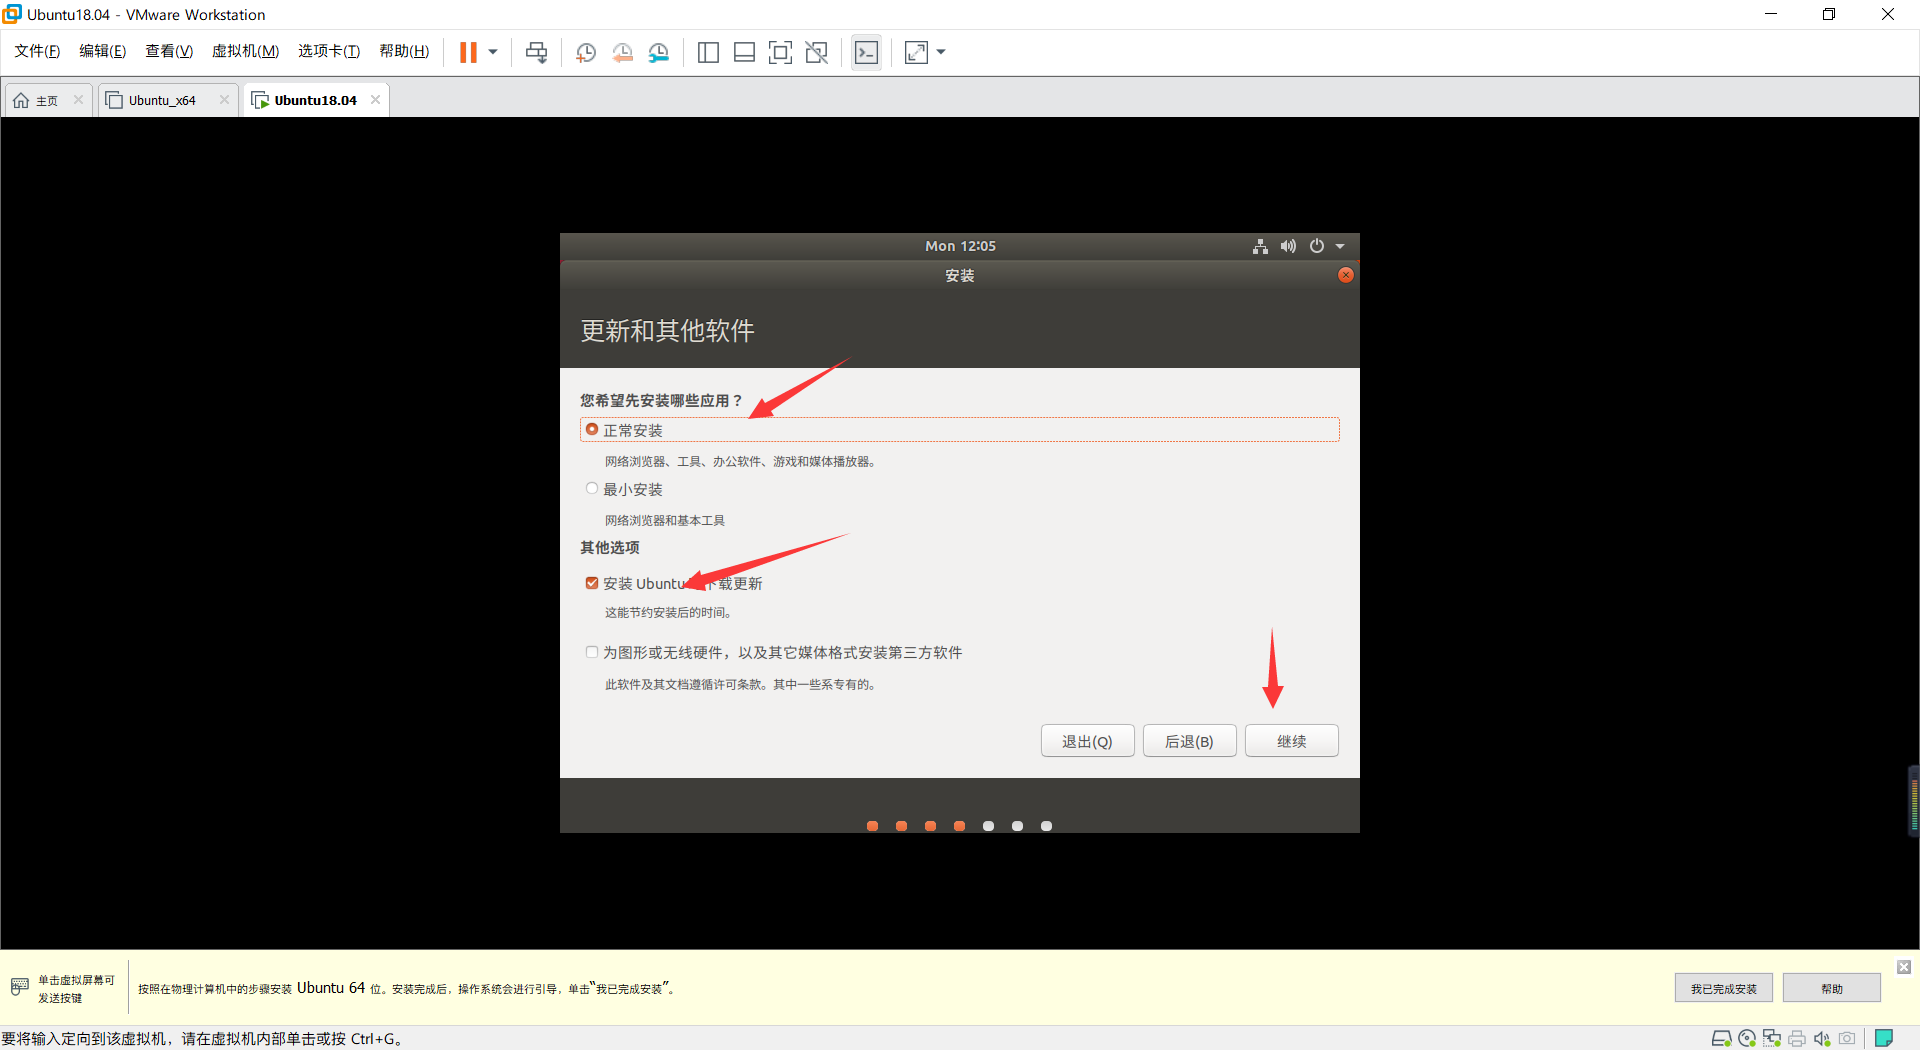 Ubuntu18.04 - VMware Workstation
文件(F) 编辑(E) 查看(V) 虚拟机(M) 选项卡(T) 帮助(H)
主页 Ubuntu_x64 Ubuntu18.04
Mon 12:05
安装
更新和其他软件
您希望先安装哪些应用？
正常安装
网络浏览器、工具、办公软件、游戏和媒体播放器。
最小安装
网络浏览器和基本工具
其他选项
安装 Ubuntu 下载更新
这能节约安装后的时间。
为图形或无线硬件，以及其它媒体格式安装第三方软件
此软件及其文档遵循许可条款。其中一些系专有的。
退出(Q) 后退(B) 继续
单击虚拟屏幕可
发送按键
按照在物理计算机中的步骤安装 Ubuntu 64 位。安装完成后，操作系统会进行引导，单击“我已完成安装”。
我已完成安装 帮助
要将输入定向到该虚拟机，请在虚拟机内部单击或按 Ctrl+G。